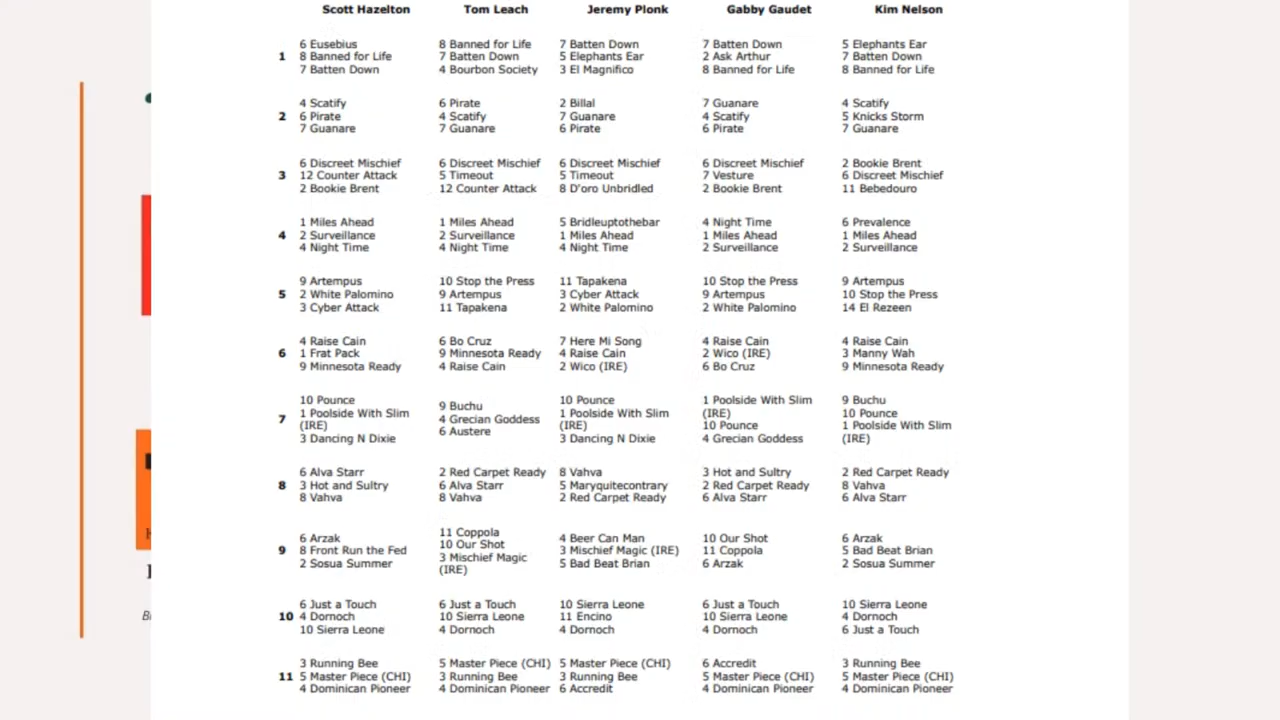 Scott Hazelton Tom Leach Jeremy Plonk Gabby Gaudet Kim Nelson
6 Eusebius 8 Banned for Life 7 Batten Down 7 Batten Down 5 Elephants Ear
1 8 Banned for Life 7 Batten Down 5 Elephants Ear 2 Ask Arthur 7 Batten Down
7 Batten Down 4 Bourbon Society 3 El Magnifico 8 Banned for Life 8 Banned for Life
4 Scatify 6 Pirate 2 Billal 7 Guanare 4 Scatify
2 6 Pirate 4 Scatify 7 Guanare 4 Scatify 5 Knicks Storm
7 Guanare 7 Guanare 6 Pirate 6 Pirate 7 Guanare
6 Discreet Mischief 6 Discreet Mischief 6 Discreet Mischief 6 Discreet Mischief 2 Bookie Brent
3 12 Counter Attack 5 Timeout 5 Timeout 7 Vesture 6 Discreet Mischief
2 Bookie Brent 12 Counter Attack 8 D'oro Unbridled 2 Bookie Brent 11 Bebedouro
1 Miles Ahead 1 Miles Ahead 5 Bridleuptothebar 4 Night Time 6 Prevalence
4 2 Surveillance 2 Surveillance 1 Miles Ahead 1 Miles Ahead 1 Miles Ahead
4 Night Time 4 Night Time 4 Night Time 2 Surveillance 2 Surveillance
9 Artempus 10 Stop the Press 11 Tapakena 10 Stop the Press 9 Artempus
5 2 White Palomino 9 Artempus 3 Cyber Attack 9 Artempus 10 Stop the Press
3 Cyber Attack 11 Tapakena 2 White Palomino 2 White Palomino 14 El Rezeen
4 Raise Cain 6 Bo Cruz 7 Here Mi Song 4 Raise Cain 4 Raise Cain
6 1 Frat Pack 9 Minnesota Ready 4 Raise Cain 2 Wico (IRE) 3 Manny Wah
9 Minnesota Ready 4 Raise Cain 2 Wico (IRE) 6 Bo Cruz 9 Minnesota Ready
10 Pounce 9 Buchu 10 Pounce 1 Poolside With Slim 9 Buchu
7 1 Poolside With Slim 4 Grecian Goddess 1 Poolside With Slim (IRE) 10 Pounce
(IRE) 6 Austere (IRE) 10 Pounce 1 Poolside With Slim
3 Dancing N Dixie 3 Dancing N Dixie 4 Grecian Goddess (IRE)
6 Alva Starr 2 Red Carpet Ready 8 Vahva 3 Hot and Sultry 2 Red Carpet Ready
8 3 Hot and Sultry 6 Alva Starr 5 Maryquitecontrary 2 Red Carpet Ready 8 Vahva
8 Vahva 8 Vahva 2 Red Carpet Ready 6 Alva Starr 6 Alva Starr
11 Coppola
6 Arzak 10 Our Shot 4 Beer Can Man 10 Our Shot 6 Arzak
9 8 Front Run the Fed 3 Mischief Magic 3 Mischief Magic (IRE) 11 Coppola 5 Bad Beat Brian
2 Sosua Summer (IRE) 5 Bad Beat Brian 6 Arzak 2 Sosua Summer
6 Just a Touch 6 Just a Touch 10 Sierra Leone 6 Just a Touch 10 Sierra Leone
10 4 Dornoch 10 Sierra Leone 11 Encino 10 Sierra Leone 4 Dornoch
10 Sierra Leone 4 Dornoch 4 Dornoch 4 Dornoch 6 Just a Touch
3 Running Bee 5 Master Piece (CHI) 5 Master Piece (CHI) 6 Accredit 3 Running Bee
11 5 Master Piece (CHI) 3 Running Bee 3 Running Bee 5 Master Piece (CHI) 5 Master Piece (CHI)
4 Dominican Pioneer 4 Dominican Pioneer 6 Accredit 4 Dominican Pioneer 4 Dominican Pioneer